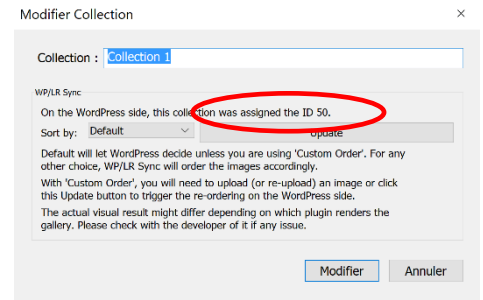 Modifier Collection
Collection : Collection 1
WP/LR Sync
On the WordPress side, this collection was assigned the ID 50.
Sort by: Default Update
Default will let WordPress decide unless you are using 'Custom Order'. For any
other choice, WP/LR Sync will order the images accordingly.
With 'Custom Order', you will need to upload (or re-upload) an image or click
this Update button to trigger the re-ordering on the WordPress side.
The actual visual result might differ depending on which plugin renders the
gallery. Please check with the developer of it if any issue.
Modifier Annuler